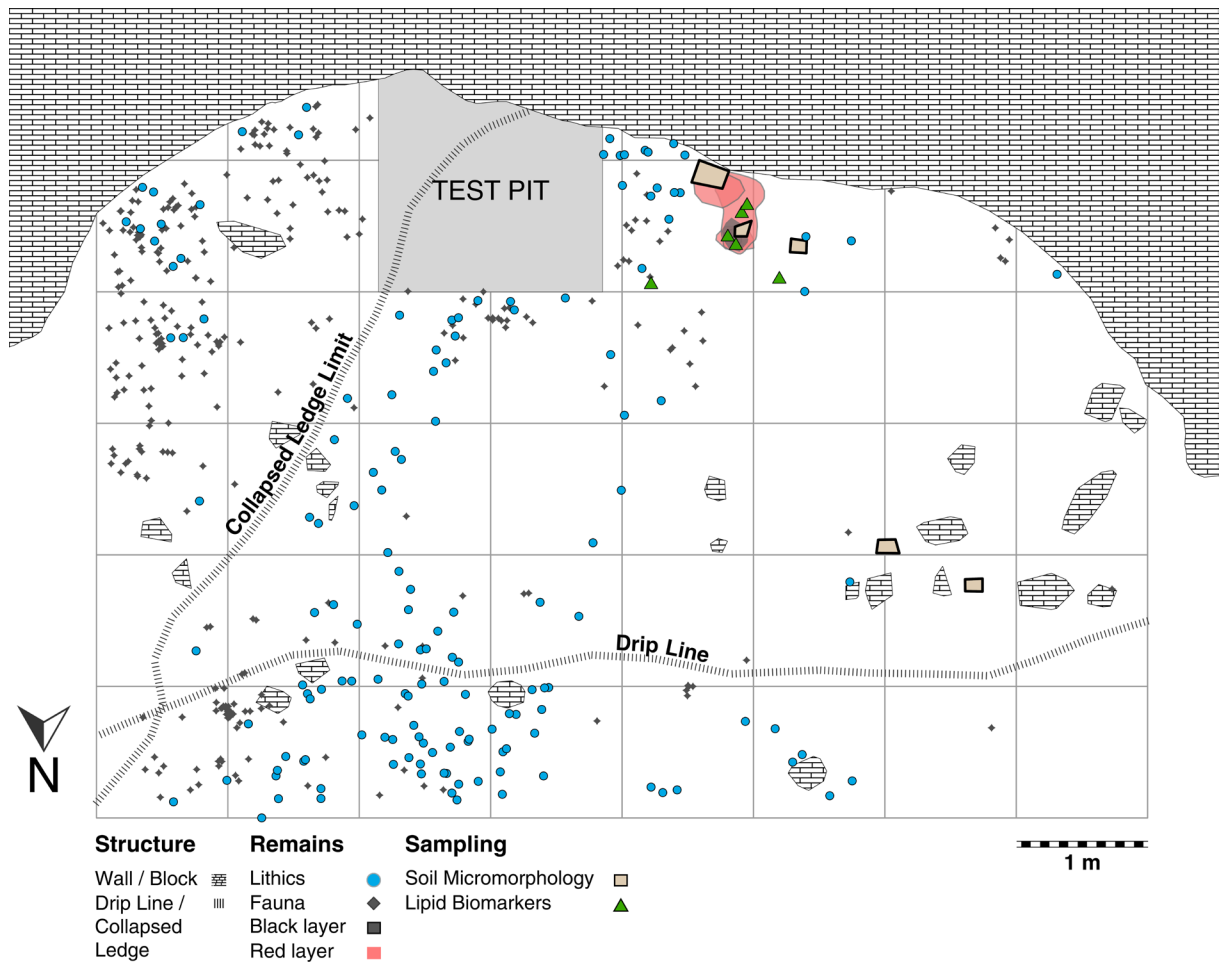 TEST PIT
Collapsed Ledge Limit
Drip Line
N
Structure
Wall / Block
Drip Line /
Collapsed
Ledge
Remains
Lithics
Fauna
Black layer
Red layer
Sampling
Soil Micromorphology
Lipid Biomarkers
1 m